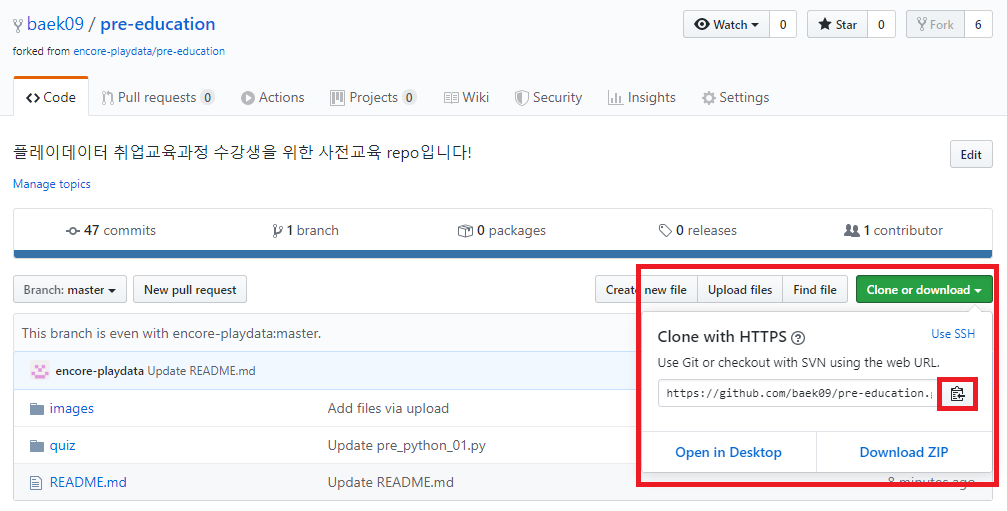 baek09 / pre-education
Watch 0 Star 0 Fork 6
forked from encore-playdata/pre-education
Code Pull requests 0 Actions Projects 0 Wiki Security Insights Settings
플레이데이터 취업교육과정 수강생을 위한 사전교육 repo입니다!
Edit
Manage topics
47 commits 1 branch 0 packages 0 releases 1 contributor
Branch: master New pull request Create new file Upload files Find file Clone or download
This branch is even with encore-playdata:master.
encore-playdata Update README.md
images Add files via upload
quiz Update pre_python_01.py
README.md Update README.md 8 minutes ago
Clone with HTTPS Use SSH
Use Git or checkout with SVN using the web URL.
https://github.com/baek09/pre-education.g
Open in Desktop Download ZIP